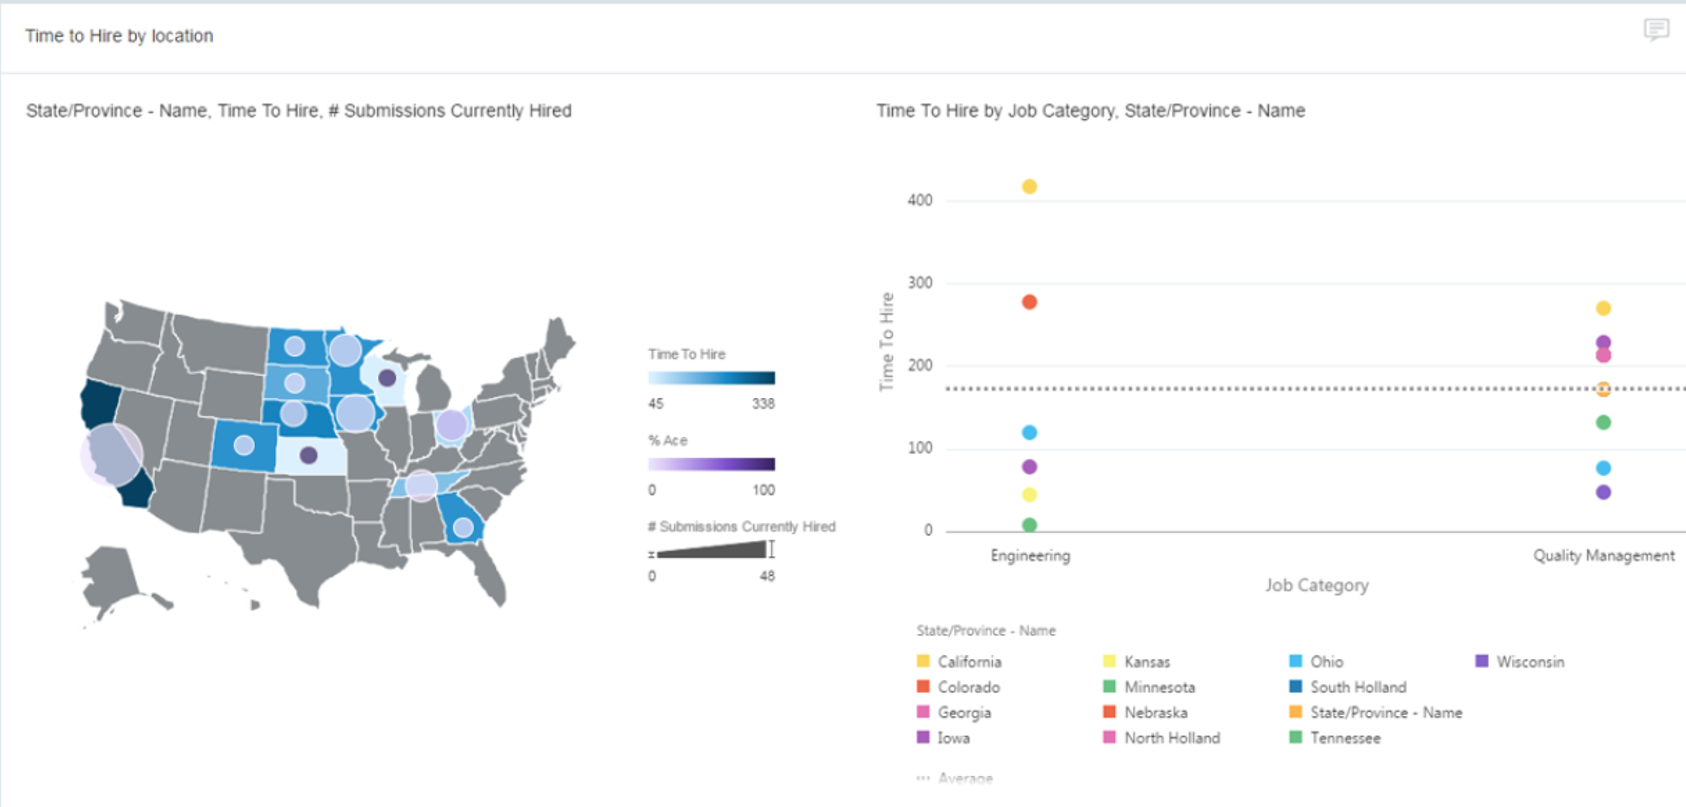 Time to Hire by location
State/Province - Name, Time To Hire, # Submissions Currently Hired
Time To Hire
45 338
% Ace
0 100
# Submissions Currently Hired
0 48
Time To Hire by Job Category, State/Province - Name
Time To Hire
400
300
200
100
0
Engineering Quality Management
Job Category
State/Province - Name
California Kansas Ohio Wisconsin
Colorado Minnesota South Holland
Georgia Nebraska State/Province - Name
Iowa North Holland Tennessee
Average